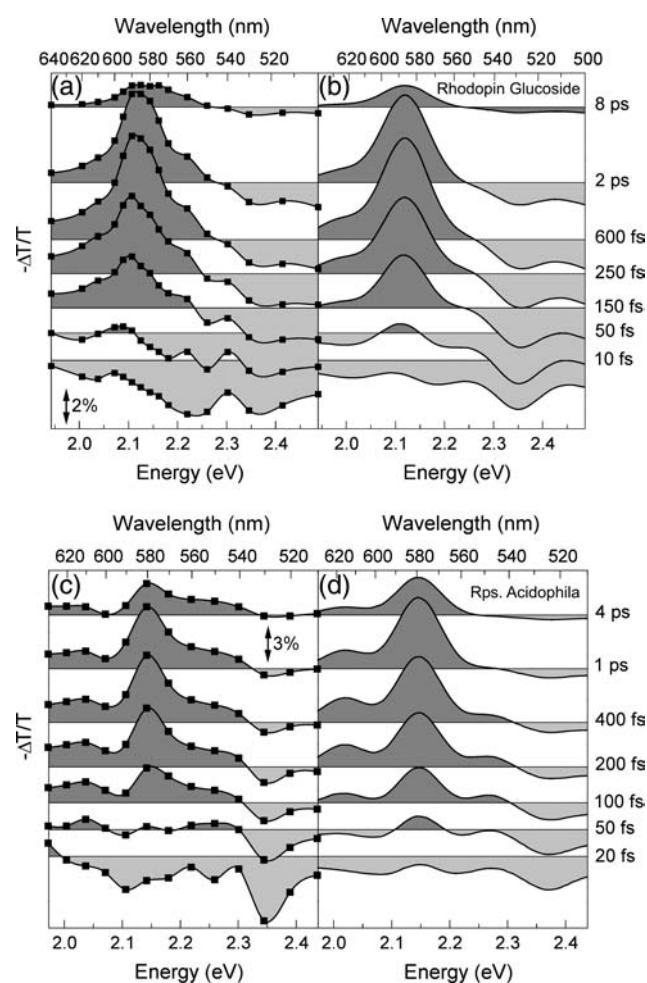 Wavelength (nm) Wavelength (nm)
640 620 600 580 560 540 520 620 600 580 560 540 520 500
(a) (b) Rhodopin Glucoside
8 ps
2 ps
600 fs
250 fs
150 fs
50 fs
10 fs
-ΔT/T
2%
2.0 2.1 2.2 2.3 2.4 2.0 2.1 2.2 2.3 2.4
Energy (eV) Energy (eV)
Wavelength (nm) Wavelength (nm)
620 600 580 560 540 520 620 600 580 560 540 520
(c) (d) Rps. Acidophila
4 ps
3%
1 ps
400 fs
200 fs
100 fs
50 fs
20 fs
-ΔT/T
2.0 2.1 2.2 2.3 2.4 2.0 2.1 2.2 2.3 2.4
Energy (eV) Energy (eV)